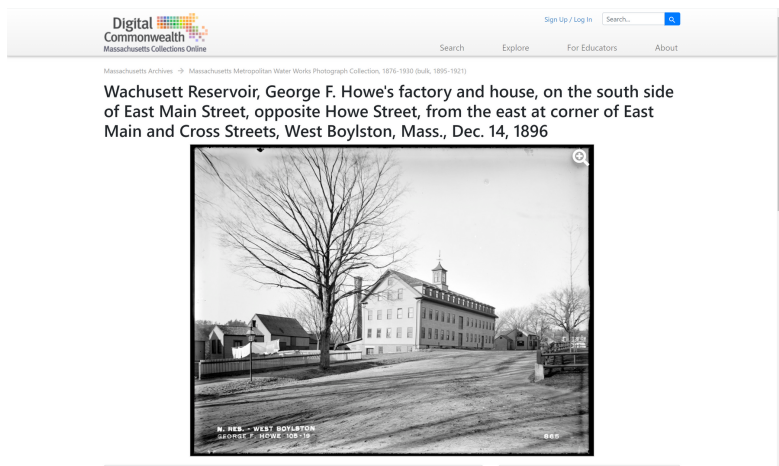 Digital
Commonwealth
Massachusetts Collections Online
Sign Up / Log In
Search...
Search
Explore
For Educators
About
Massachusetts Archives → Massachusetts Metropolitan Water Works Photograph Collection, 1876-1930 (bulk, 1895-1921)
Wachusett Reservoir, George F. Howe's factory and house, on the south side
of East Main Street, opposite Howe Street, from the east at corner of East
Main and Cross Streets, West Boylston, Mass., Dec. 14, 1896
N. RES. - WEST BOYLSTON
GEORGE F. HOWE 105-19
665